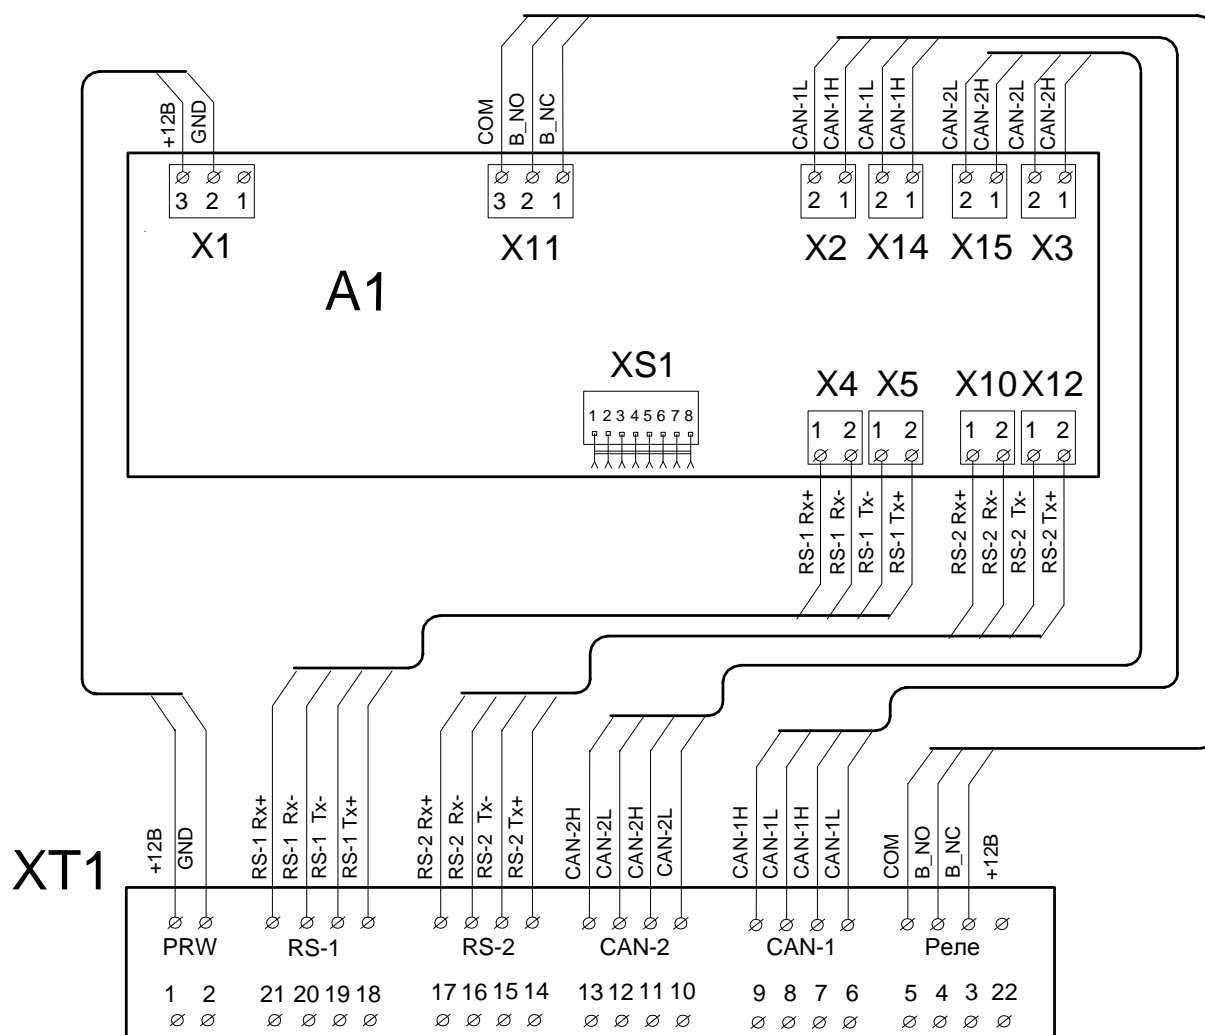 +12В GND COM B_NO B_NC CAN-1L CAN-1H CAN-1L CAN-1H CAN-2L CAN-2H CAN-2L CAN-2H
3 2 1 3 2 1 2 1 2 1 2 1 2 1
X1 X11 X2 X14 X15 X3
A1
XS1
X4 X5 X10 X12
1 2 3 4 5 6 7 8
1 2 1 2 1 2 1 2
RS-1 Rx+ RS-1 Rx- RS-1 Tx- RS-1 Tx+ RS-2 Rx+ RS-2 Rx- RS-2 Tx- RS-2 Tx+
+12В GND RS-1 Rx+ RS-1 Rx- RS-1 Tx- RS-1 Tx+ RS-2 Rx+ RS-2 Rx- RS-2 Tx- RS-2 Tx+ CAN-2H CAN-2L CAN-2H CAN-2L CAN-1H CAN-1L CAN-1H CAN-1L COM B_NO B_NC +12В
XT1
PRW RS-1 RS-2 CAN-2 CAN-1 Реле
1 2 21 20 19 18 17 16 15 14 13 12 11 10 9 8 7 6 5 4 3 22